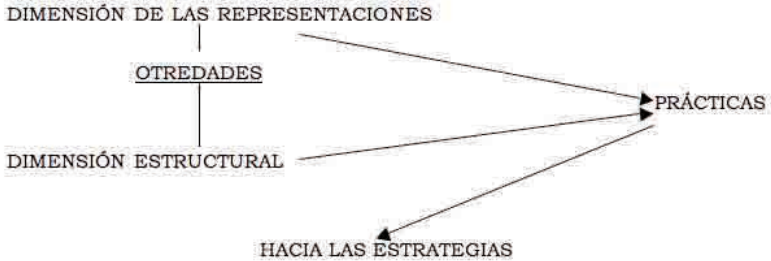 DIMENSIÓN DE LAS REPRESENTACIONES
OTREDADES
PRÁCTICAS
DIMENSIÓN ESTRUCTURAL
HACIA LAS ESTRATEGIAS